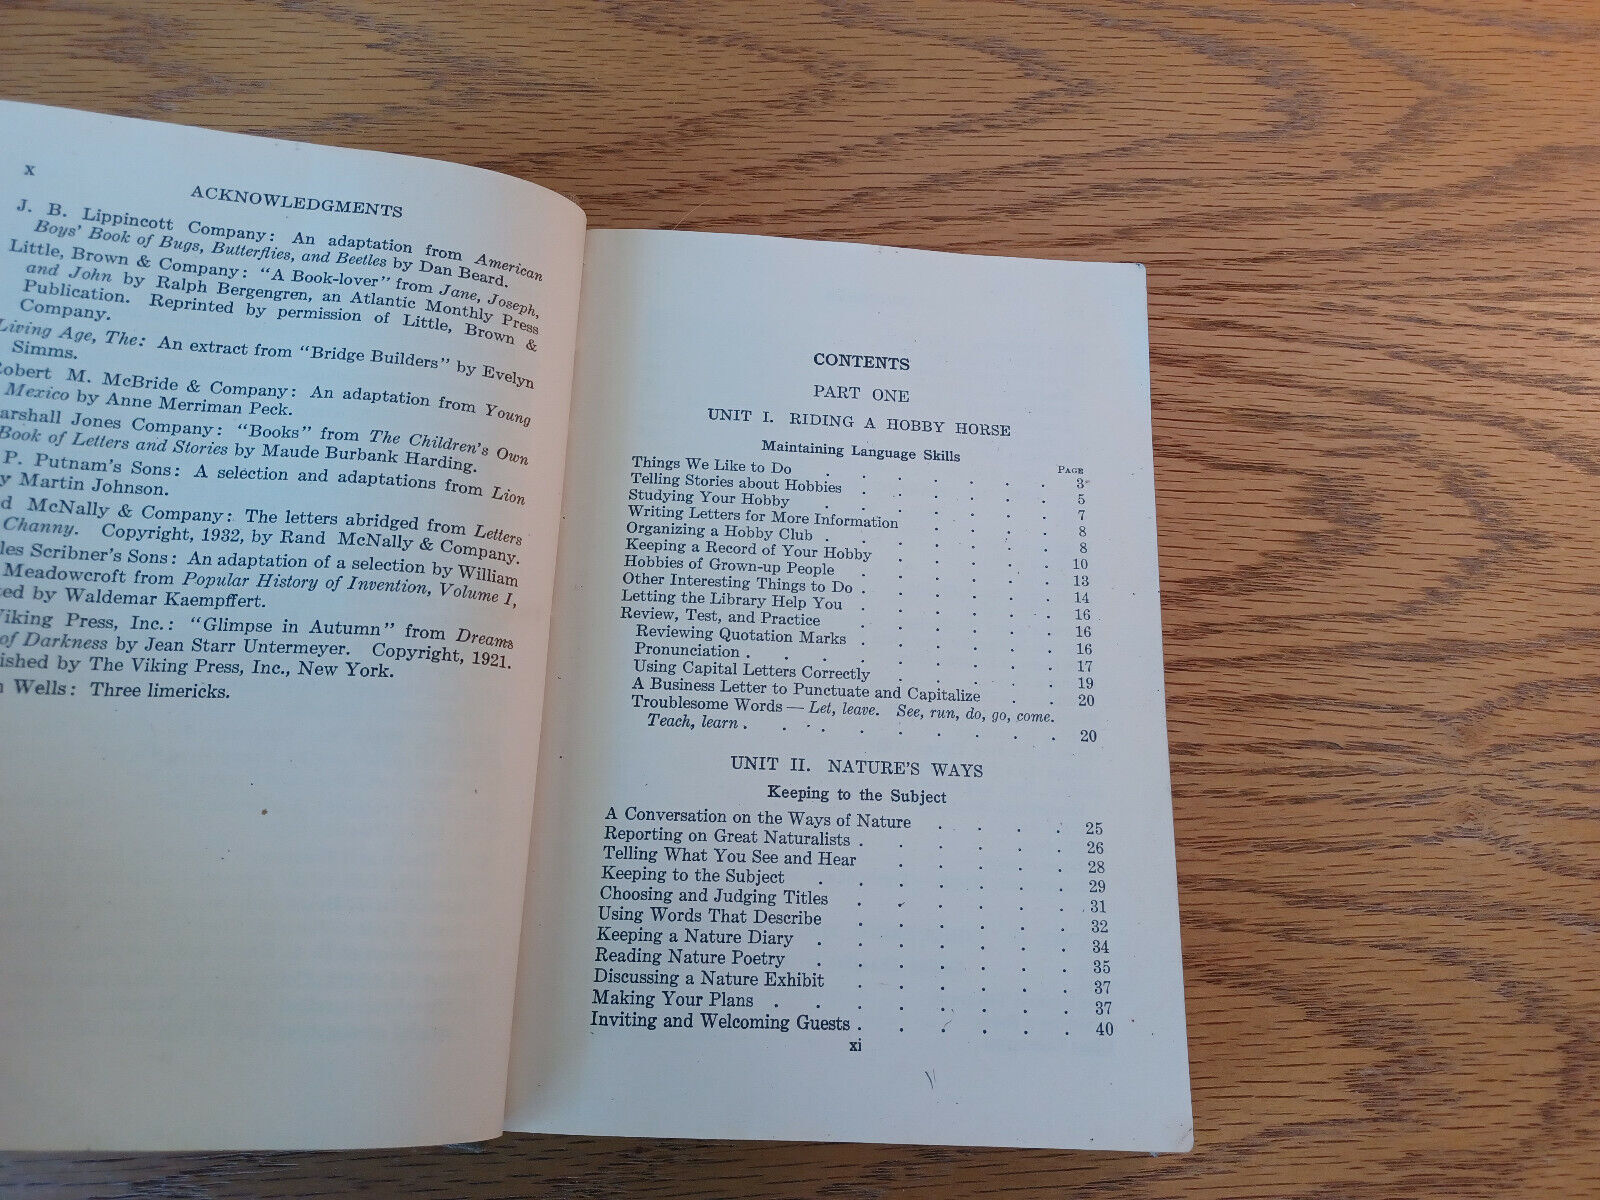 x
ACKNOWLEDGMENTS
J. B. Lippincott Company: An adaptation from American
Boys' Book of Bugs, Butterflies, and Beetles by Dan Beard.
Little, Brown & Company: "A Book-lover" from Jane, Joseph,
and John by Ralph Bergengren, an Atlantic Monthly Press
Publication. Reprinted by permission of Little, Brown &
Company.
Living Age, The: An extract from "Bridge Builders" by Evelyn
Simms.
obert M. McBride & Company: An adaptation from Young
Mexico by Anne Merriman Peck.
arshall Jones Company: "Books" from The Children's Own
Book of Letters and Stories by Maude Burbank Harding.
P. Putnam's Sons: A selection and adaptations from Lion
y Martin Johnson.
d McNally & Company: The letters abridged from Letters
Channy. Copyright, 1932, by Rand McNally & Company.
les Scribner's Sons: An adaptation of a selection by William
Meadowcroft from Popular History of Invention, Volume I,
ted by Waldemar Kaempffert.
Viking Press, Inc.: "Glimpse in Autumn" from Dreams
of Darkness by Jean Starr Untermeyer. Copyright, 1921.
ished by The Viking Press, Inc., New York.
n Wells: Three limericks.
CONTENTS
PART ONE
UNIT I. RIDING A HOBBY HORSE
Maintaining Language Skills
PAGE
Things We Like to Do . . . . . . 3
Telling Stories about Hobbies . . . . . 5
Studying Your Hobby . . . . . . 7
Writing Letters for More Information . . . . 8
Organizing a Hobby Club . . . . . . 8
Keeping a Record of Your Hobby . . . . . 10
Hobbies of Grown-up People . . . . . 13
Other Interesting Things to Do . . . . . 14
Letting the Library Help You . . . . . 16
Review, Test, and Practice . . . . . 16
Reviewing Quotation Marks . . . . . 16
Pronunciation . . . . . . . 17
Using Capital Letters Correctly . . . . 19
A Business Letter to Punctuate and Capitalize . . 20
Troublesome Words — Let, leave. See, run, do, go, come.
Teach, learn . . . . . . . . 20
UNIT II. NATURE'S WAYS
Keeping to the Subject
A Conversation on the Ways of Nature . . . . 25
Reporting on Great Naturalists . . . . . . 26
Telling What You See and Hear . . . . . 28
Keeping to the Subject . . . . . . 29
Choosing and Judging Titles . . . . . . 31
Using Words That Describe . . . . . . 32
Keeping a Nature Diary . . . . . . . 34
Reading Nature Poetry . . . . . . . 35
Discussing a Nature Exhibit . . . . . . 37
Making Your Plans . . . . . . . 37
Inviting and Welcoming Guests . . . . . . 40
xi